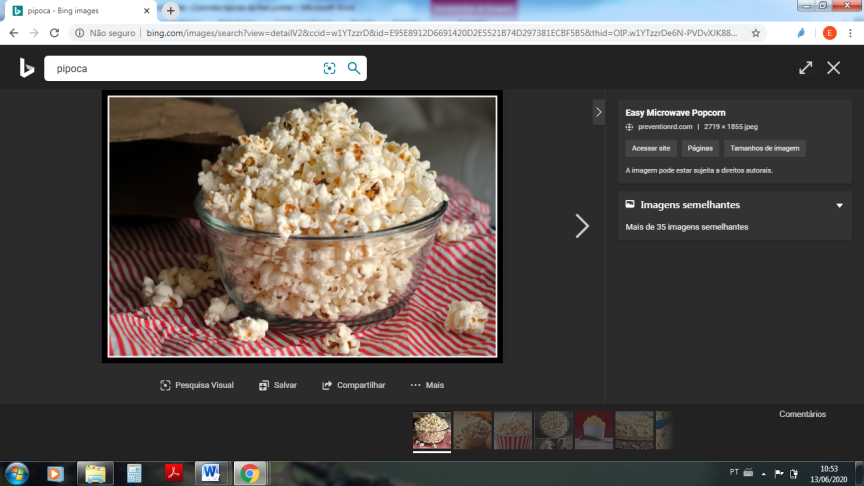 pipoca - Bing images
Não seguro | bing.com/images/search?view=detailV2&ccid=w1YTzzrD&id=E95E8912D6691420D2E5521B74D297381ECBF5B5&thid=OIP.w1YTzzrDe6N-PVDvXJK88...
E
pipoca
Easy Microwave Popcorn
preventionrd.com | 2719 × 1855 jpeg
Acessar site
Páginas
Tamanhos de imagem
A imagem pode estar sujeita a direitos autorais.
Imagens semelhantes
Mais de 35 imagens semelhantes
Pesquisa Visual
Salvar
Compartilhar
Mais
Comentários
PT
10:53
13/06/2020